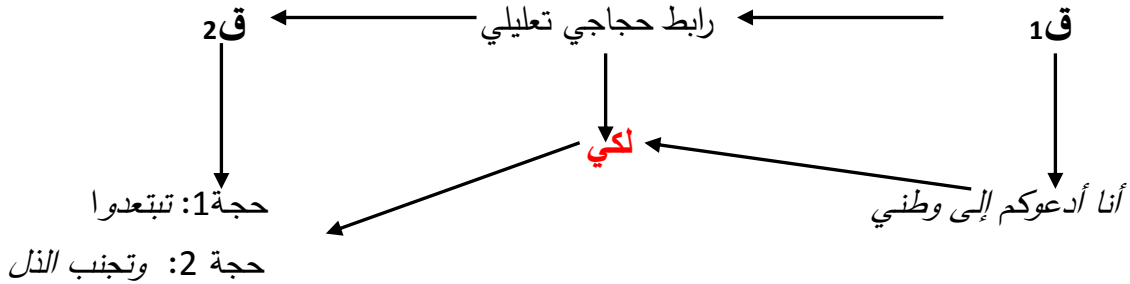 ق1 رابط حجاجي تعليلي ق2
لكي
أنا أدعوكم إلى وطني
حجة1: تبتعدوا
حجة 2: وتجنب الذل